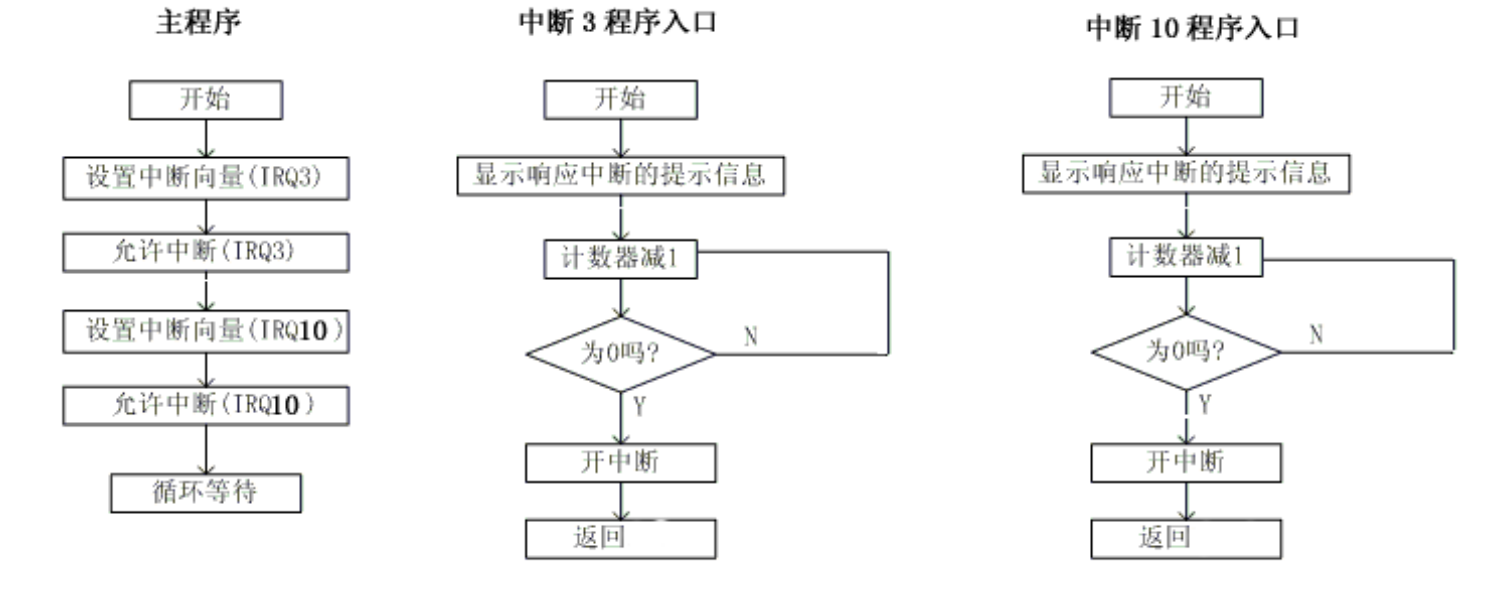 主程序
开始
设置中断向量(IRQ3)
允许中断(IRQ3)
设置中断向量(IRQ10)
允许中断(IRQ10)
循环等待
中断 3 程序入口
开始
显示响应中断的提示信息
计数器减1
为0吗?
N
Y
开中断
返回
中断 10 程序入口
开始
显示响应中断的提示信息
计数器减1
为0吗?
N
Y
开中断
返回